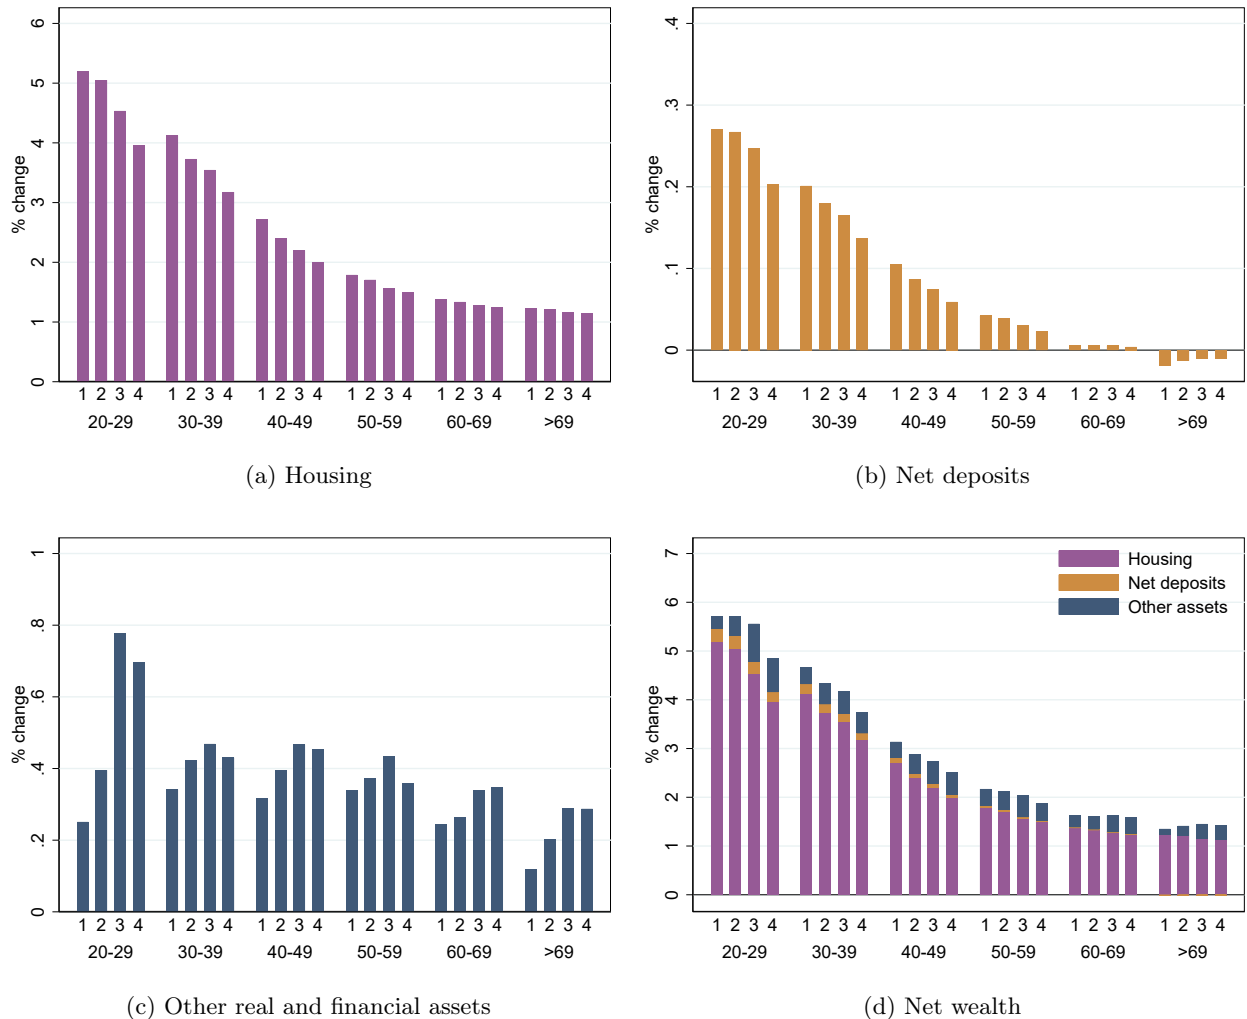 6
5
4
3
2
1
0
% change
1 2 3 4 1 2 3 4 1 2 3 4 1 2 3 4 1 2 3 4 1 2 3 4
20-29 30-39 40-49 50-59 60-69 >69
(a) Housing
.4
.3
.2
.1
0
% change
1 2 3 4 1 2 3 4 1 2 3 4 1 2 3 4 1 2 3 4 1 2 3 4
20-29 30-39 40-49 50-59 60-69 >69
(b) Net deposits
1
.8
.6
.4
.2
0
% change
1 2 3 4 1 2 3 4 1 2 3 4 1 2 3 4 1 2 3 4 1 2 3 4
20-29 30-39 40-49 50-59 60-69 >69
(c) Other real and financial assets
7
6
5
4
3
2
1
0
% change
Housing
Net deposits
Other assets
1 2 3 4 1 2 3 4 1 2 3 4 1 2 3 4 1 2 3 4 1 2 3 4
20-29 30-39 40-49 50-59 60-69 >69
(d) Net wealth